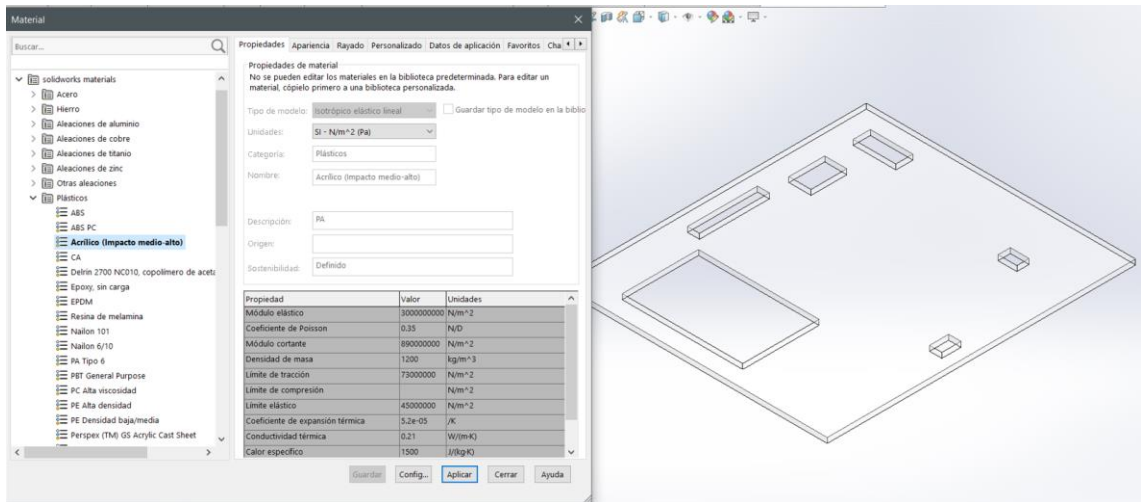 Material
Buscar...
solidworks materials
Acero
Hierro
Aleaciones de aluminio
Aleaciones de cobre
Aleaciones de titanio
Aleaciones de zinc
Otras aleaciones
Plásticos
ABS
ABS PC
Acrílico (Impacto medio-alto)
CA
Delrin 2700 NC010, copolímero de aceta
Epoxy, sin carga
EPDM
Resina de melamina
Nailon 101
Nailon 6/10
PA Tipo 6
PBT General Purpose
PC Alta viscosidad
PE Alta densidad
PE Densidad baja/media
Perspex (TM) GS Acrylic Cast Sheet
Propiedades Apariencia Rayado Personalizado Datos de aplicación Favoritos Cha
Propiedades de material
No se pueden editar los materiales en la biblioteca predeterminada. Para editar un
material, cópielo primero a una biblioteca personalizada.
Tipo de modelo: Isotrópico elástico lineal Guardar tipo de modelo en la biblio
Unidades: SI - N/m^2 (Pa)
Categoría: Plásticos
Nombre: Acrílico (Impacto medio-alto)
Descripción: PA
Origen:
Sostenibilidad: Definido
Propiedad Valor Unidades
Módulo elástico 3000000000 N/m^2
Coeficiente de Poisson 0.35 N/D
Módulo cortante 890000000 N/m^2
Densidad de masa 1200 kg/m^3
Límite de tracción 73000000 N/m^2
Límite de compresión N/m^2
Límite elástico 45000000 N/m^2
Coeficiente de expansión térmica 5.2e-05 /K
Conductividad térmica 0.21 W/(m·K)
Calor específico 1500 J/(kg·K)
Guardar Config... Aplicar Cerrar Ayuda